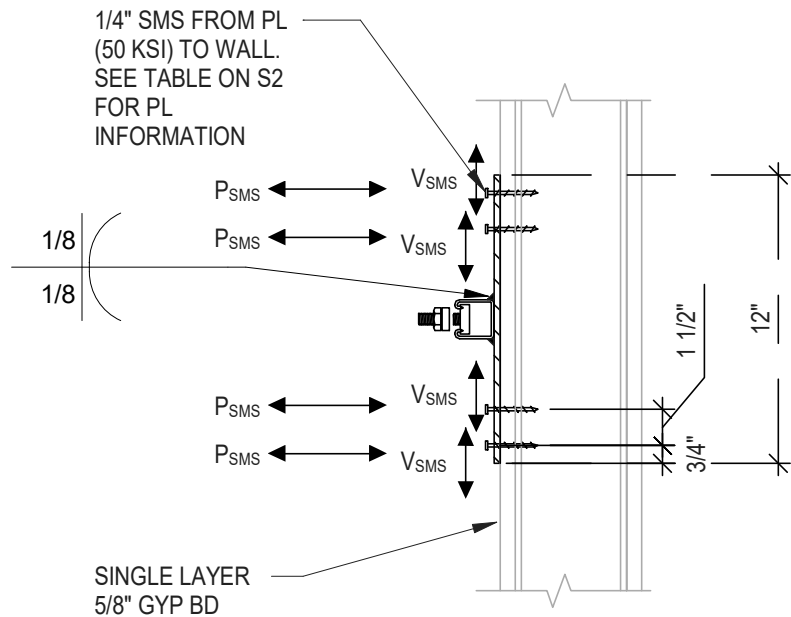 1/4" SMS FROM PL
(50 KSI) TO WALL.
SEE TABLE ON S2
FOR PL
INFORMATION
PSMS
VSMS
PSMS
VSMS
1/8
1/8
PSMS
VSMS
PSMS
VSMS
1 1/2"
12"
3/4"
SINGLE LAYER
5/8" GYP BD